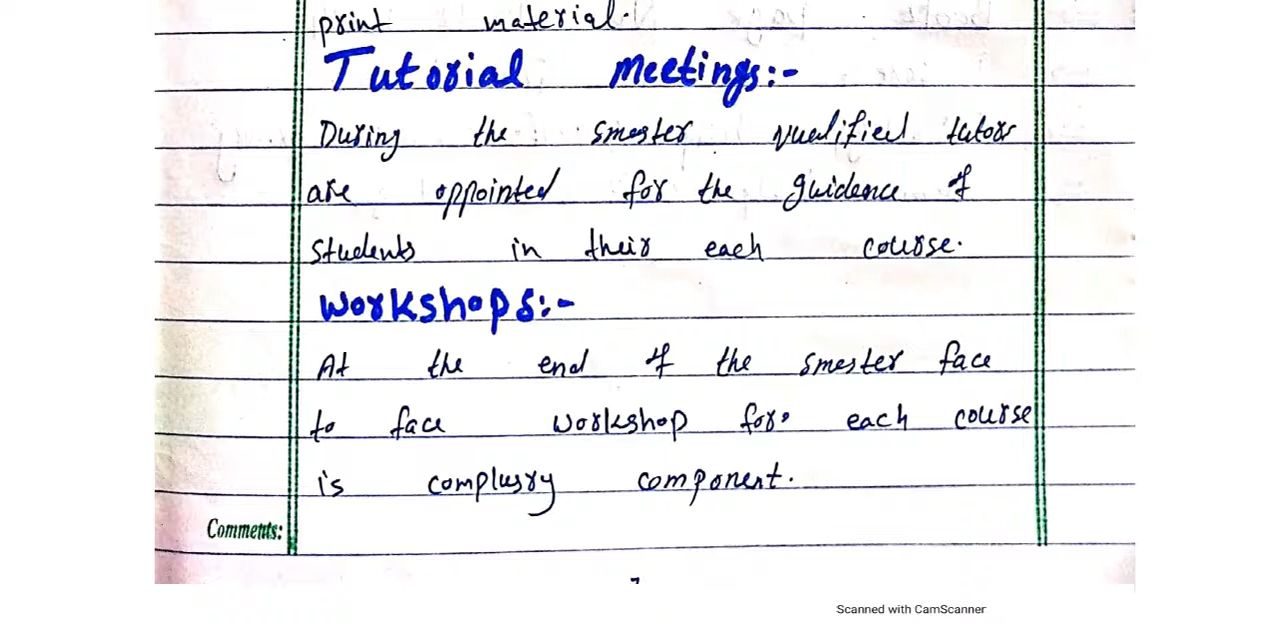 print material.
Tutorial Meetings:-
During the smester qualified tutors
are appointed for the guidence of
Students in their each course.
Workshops:-
At the end of the smester face
to face workshop for each course
is complusry component.
Comments:
7
Scanned with CamScanner